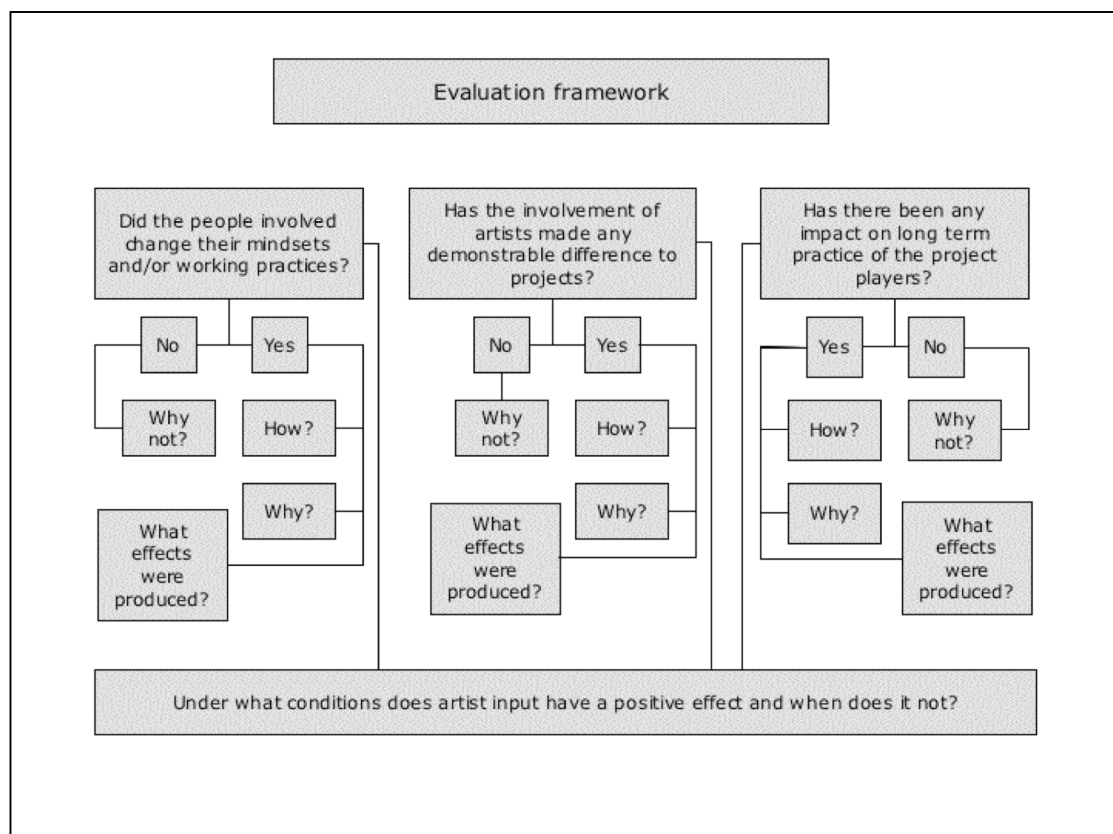 Evaluation framework
Did the people involved
change their mindsets
and/or working practices?
No
Yes
Why
not?
How?
Why?
What
effects
were
produced?
Has the involvement of
artists made any
demonstrable difference to
projects?
No
Yes
Why
not?
How?
Why?
What
effects
were
produced?
Has there been any
impact on long term
practice of the project
players?
Yes
No
How?
Why
not?
Why?
What
effects
were
produced?
Under what conditions does artist input have a positive effect and when does it not?